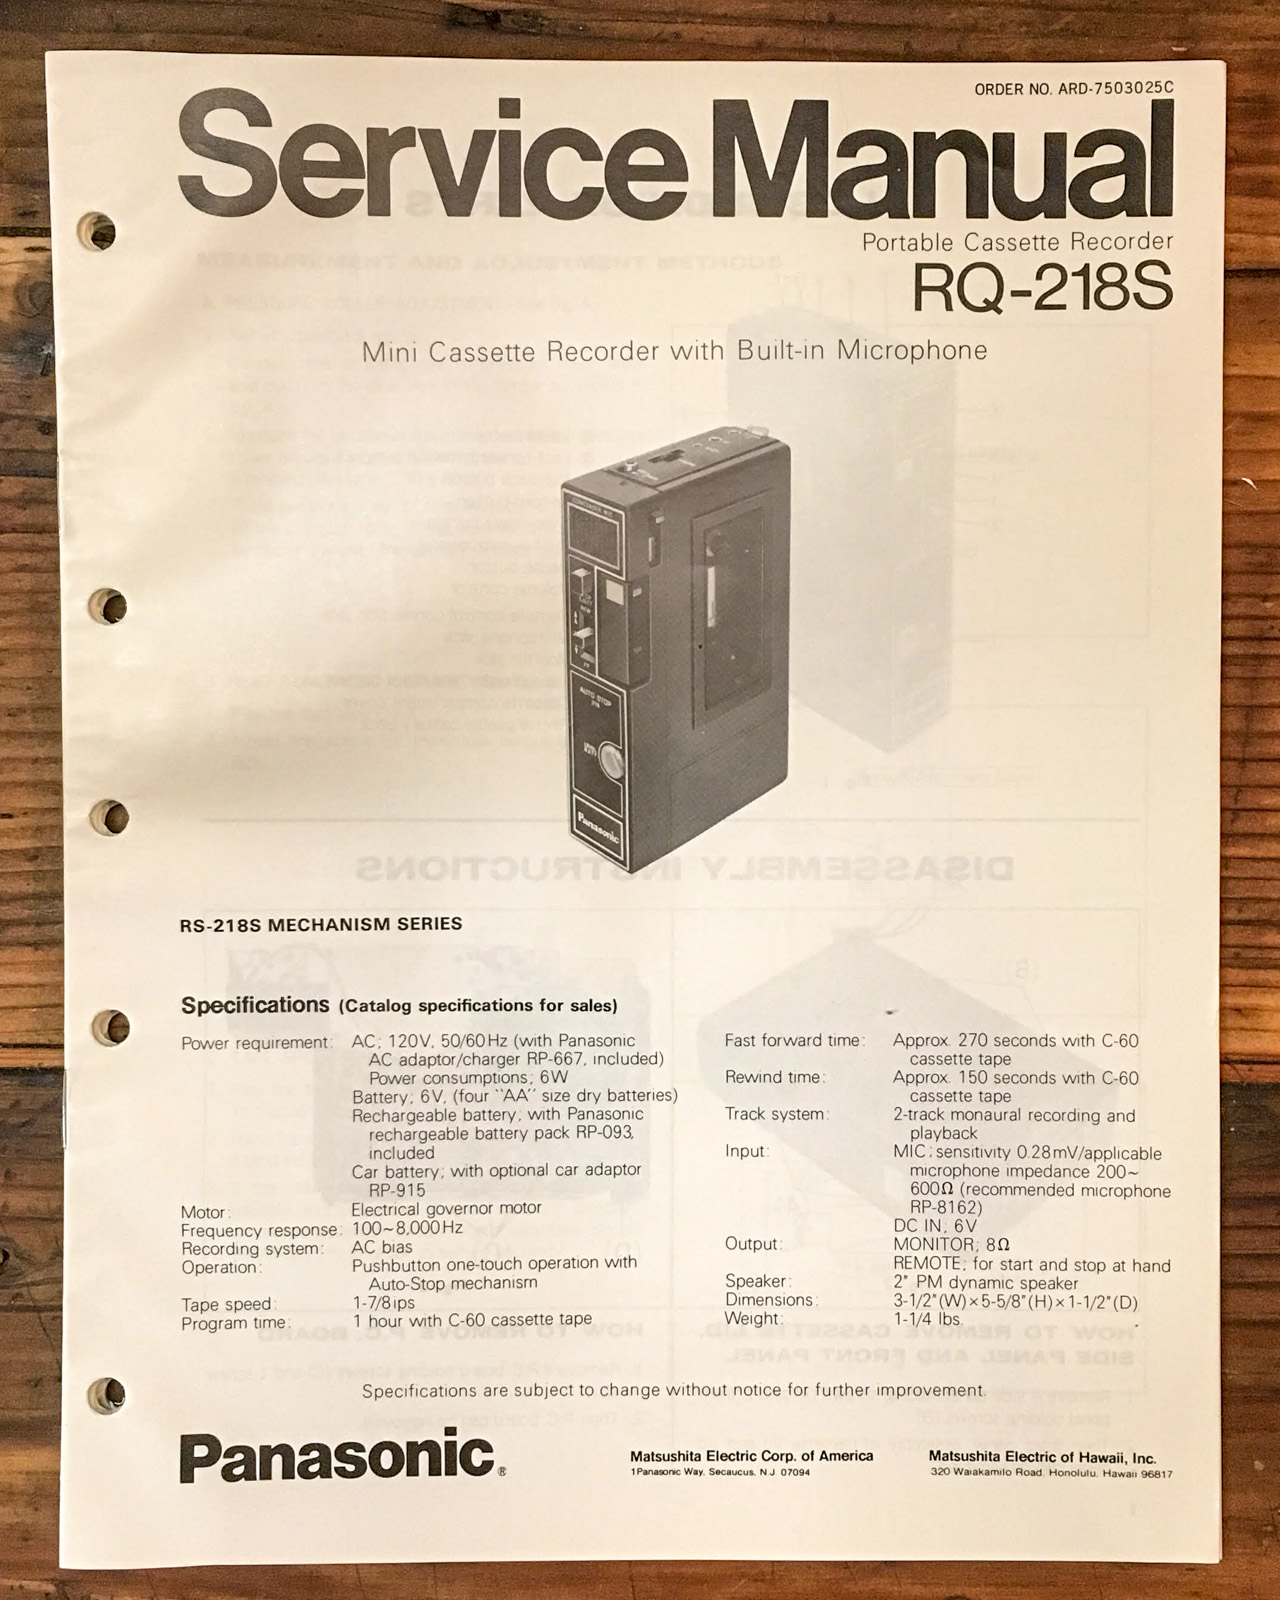 ORDER NO. ARD-7503025C
Service Manual
Portable Cassette Recorder
RQ-218S
Mini Cassette Recorder with Built-in Microphone
AUTO STOP
Panasonic
RS-218S MECHANISM SERIES
Specifications (Catalog specifications for sales)
Power requirement: AC; 120V, 50/60Hz (with Panasonic
AC adaptor/charger RP-667, included)
Power consumptions; 6W
Battery; 6V, (four "AA" size dry batteries)
Rechargeable battery; with Panasonic
rechargeable battery pack RP-093,
included
Car battery; with optional car adaptor
RP-915
Motor: Electrical governor motor
Frequency response: 100~8,000Hz
Recording system: AC bias
Operation: Pushbutton one-touch operation with
Auto-Stop mechanism
Tape speed: 1-7/8ips
Program time: 1 hour with C-60 cassette tape
Fast forward time: Approx. 270 seconds with C-60
cassette tape
Rewind time: Approx. 150 seconds with C-60
cassette tape
Track system: 2-track monaural recording and
playback
Input: MIC; sensitivity 0.28mV/applicable
microphone impedance 200~
600Ω (recommended microphone
RP-8162)
DC IN; 6V
Output: MONITOR; 8Ω
REMOTE; for start and stop at hand
Speaker: 2" PM dynamic speaker
Dimensions: 3-1/2"(W)×5-5/8"(H)×1-1/2"(D)
Weight: 1-1/4 lbs.
Specifications are subject to change without notice for further improvement.
Panasonic®
Matsushita Electric Corp. of America
1 Panasonic Way, Secaucus, N.J. 07094
Matsushita Electric of Hawaii, Inc.
320 Waiakamilo Road, Honolulu, Hawaii 96817